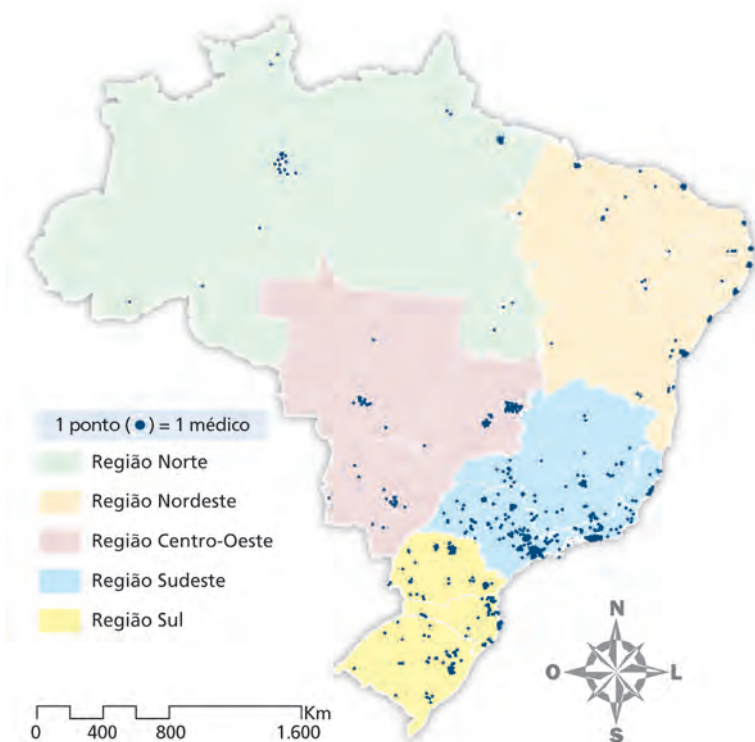 1 ponto (•) = 1 médico
Região Norte
Região Nordeste
Região Centro-Oeste
Região Sudeste
Região Sul
N
O L
S
Km
0 400 800 1.600